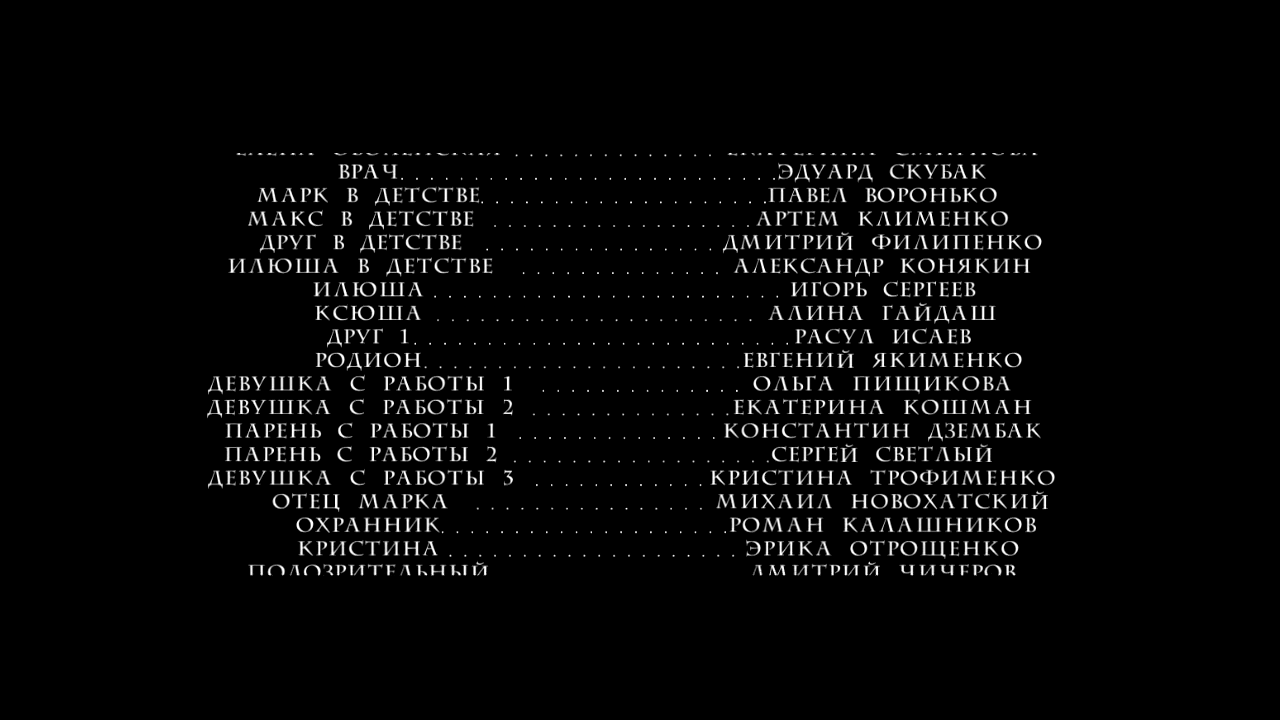 ВРАЧ. . . . . . . . . . . . . . . . . . . . . . .ЭДУАРД СКУБАК
МАРК В ДЕТСТВЕ. . . . . . . . . . . . . . . . . .ПАВЕЛ ВОРОНЬКО
МАКС В ДЕТСТВЕ . . . . . . . . . . . . . . . . .АРТЕМ КЛИМЕНКО
ДРУГ В ДЕТСТВЕ . . . . . . . . . . . . . . .ДМИТРИЙ ФИЛИПЕНКО
ИЛЮША В ДЕТСТВЕ . . . . . . . . . . . . . АЛЕКСАНДР КОНЯКИН
ИЛЮША . . . . . . . . . . . . . . . . . . . . . . ИГОРЬ СЕРГЕЕВ
КСЮША . . . . . . . . . . . . . . . . . . . . . АЛИНА ГАЙДАШ
ДРУГ 1. . . . . . . . . . . . . . . . . . . . . . . .РАСУЛ ИСАЕВ
РОДИОН. . . . . . . . . . . . . . . . . . . .ЕВГЕНИЙ ЯКИМЕНКО
ДЕВУШКА С РАБОТЫ 1 . . . . . . . . . . . . . ОЛЬГА ПИЩИКОВА
ДЕВУШКА С РАБОТЫ 2 . . . . . . . . . . . . .ЕКАТЕРИНА КОШМАН
ПАРЕНЬ С РАБОТЫ 1 . . . . . . . . . . . . .КОНСТАНТИН ДЗЕМБАК
ПАРЕНЬ С РАБОТЫ 2 . . . . . . . . . . . . . . . . .СЕРГЕЙ СВЕТЛЫЙ
ДЕВУШКА С РАБОТЫ 3 . . . . . . . . . . .КРИСТИНА ТРОФИМЕНКО
ОТЕЦ МАРКА . . . . . . . . . . . . . . . МИХАИЛ НОВОХАТСКИЙ
ОХРАННИК. . . . . . . . . . . . . . . . . .РОМАН КАЛАШНИКОВ
КРИСТИНА . . . . . . . . . . . . . . . . . . . ЭРИКА ОТРОЩЕНКО
ПОДОЗРИТЕЛЬНЫЙ ДМИТРИЙ ЧИЧЕРОВ